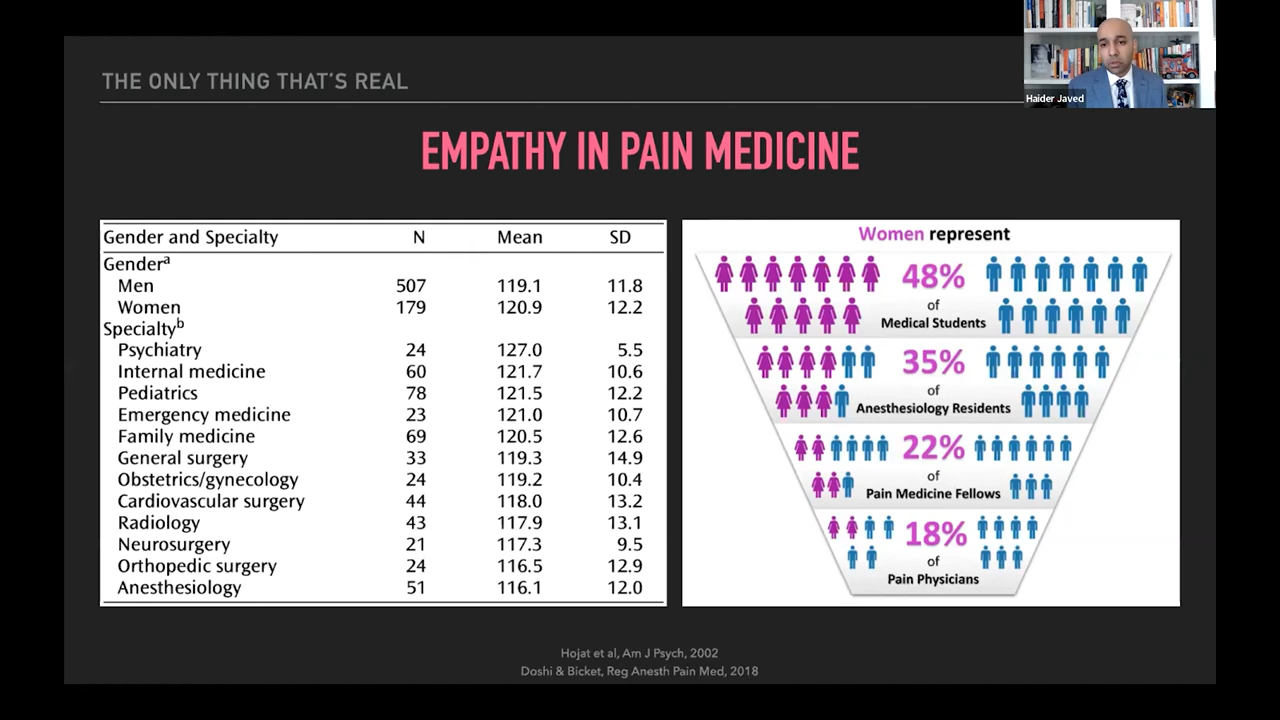 THE ONLY THING THAT'S REAL
Haider Javed
EMPATHY IN PAIN MEDICINE
Gender and Specialty N Mean SD
Genderᵃ
Men 507 119.1 11.8
Women 179 120.9 12.2
Specialtyᵇ
Psychiatry 24 127.0 5.5
Internal medicine 60 121.7 10.6
Pediatrics 78 121.5 12.2
Emergency medicine 23 121.0 10.7
Family medicine 69 120.5 12.6
General surgery 33 119.3 14.9
Obstetrics/gynecology 24 119.2 10.4
Cardiovascular surgery 44 118.0 13.2
Radiology 43 117.9 13.1
Neurosurgery 21 117.3 9.5
Orthopedic surgery 24 116.5 12.9
Anesthesiology 51 116.1 12.0
Women represent
48%
of
Medical Students
35%
of
Anesthesiology Residents
22%
of
Pain Medicine Fellows
18%
of
Pain Physicians
Hojat et al, Am J Psych, 2002
Doshi & Bicket, Reg Anesth Pain Med, 2018